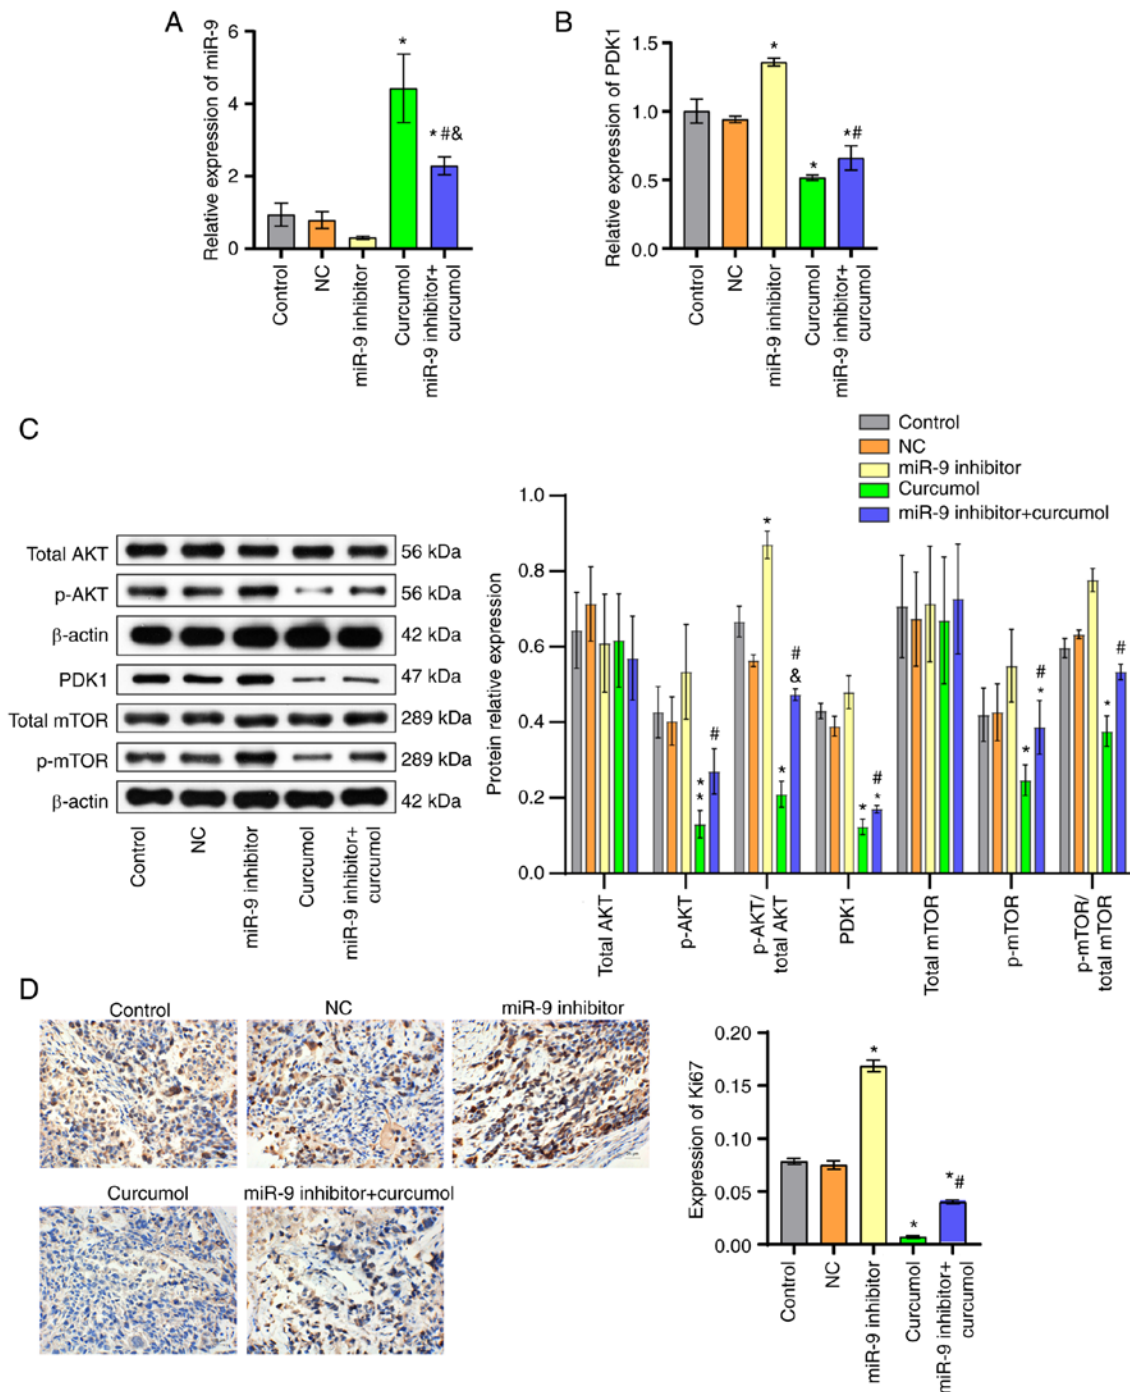 A
Relative expression of miR-9
6
4
2
0
*
* #&
Control
NC
miR-9 inhibitor
Curcumol
miR-9 inhibitor+
curcumol
B
Relative expression of PDK1
1.5
1.0
0.5
0.0
*
*
*#
Control
NC
miR-9 inhibitor
Curcumol
miR-9 inhibitor+
curcumol
C
Total AKT 56 kDa
p-AKT 56 kDa
β-actin 42 kDa
PDK1 47 kDa
Total mTOR 289 kDa
p-mTOR 289 kDa
β-actin 42 kDa
Control
NC
miR-9 inhibitor
Curcumol
miR-9 inhibitor+
curcumol
Control
NC
miR-9 inhibitor
Curcumol
miR-9 inhibitor+curcumol
Protein relative expression
1.0
0.8
0.6
0.4
0.2
0.0
*
*
#
*
*
#
&
*
#
*
*
#
*
*
#
Total AKT
p-AKT
p-AKT/
total AKT
PDK1
Total mTOR
p-mTOR
p-mTOR/
total mTOR
D
Control
NC
miR-9 inhibitor
Curcumol
miR-9 inhibitor+curcumol
Expression of Ki67
0.20
0.15
0.10
0.05
0.00
*
*
*#
Control
NC
miR-9 inhibitor
Curcumol
miR-9 inhibitor+
curcumol